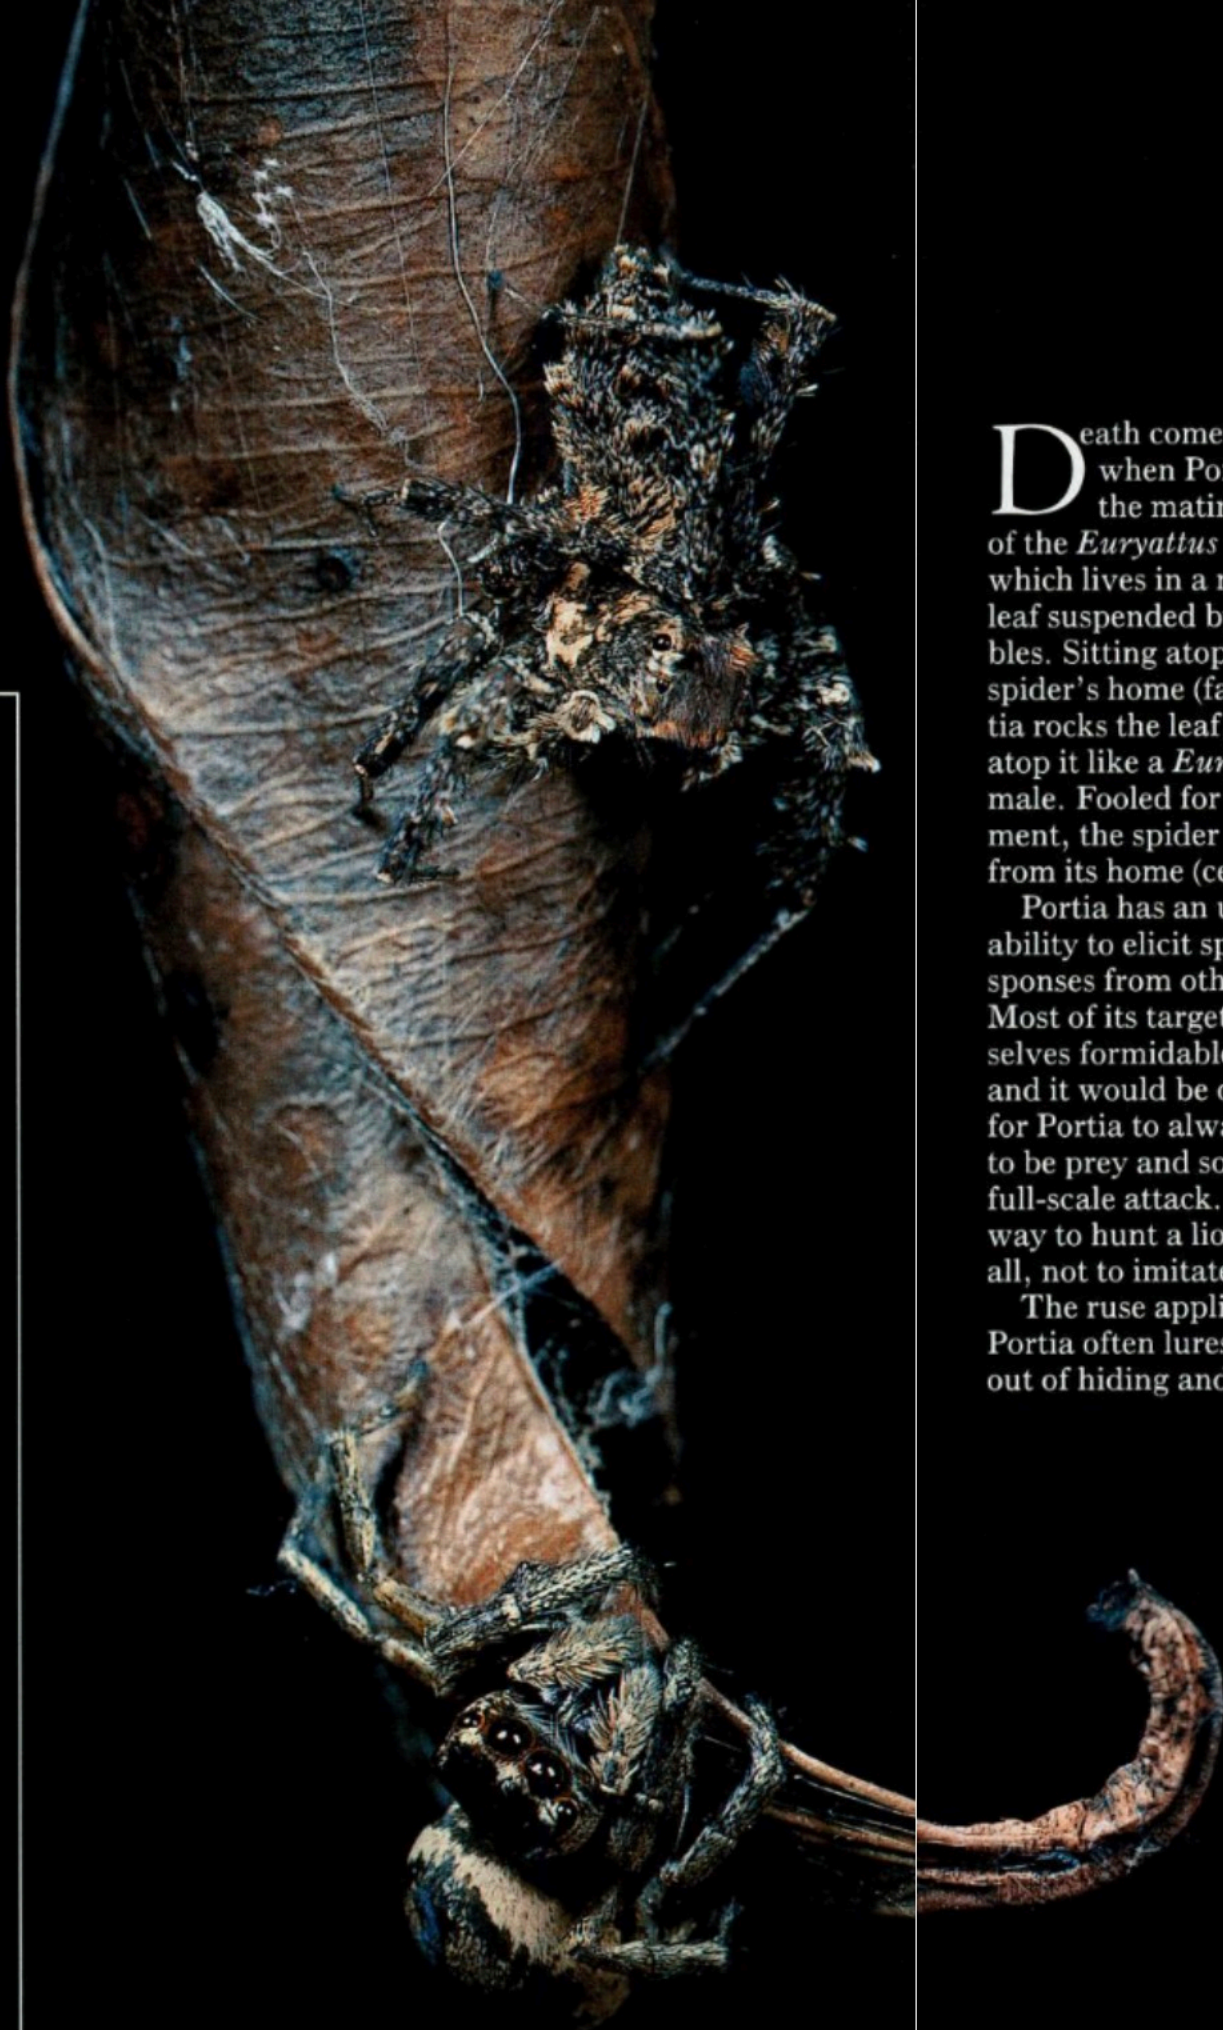 Death come
when Po
the matin
of the Euryattus
which lives in a r
leaf suspended b
bles. Sitting atop
spider's home (fa
tia rocks the leaf
atop it like a Eur
male. Fooled for
ment, the spider
from its home (ce
Portia has an u
ability to elicit sp
sponses from oth
Most of its target
selves formidable
and it would be c
for Portia to alwa
to be prey and so
full-scale attack.
way to hunt a lio
all, not to imitate
The ruse appli
Portia often lures
out of hiding and